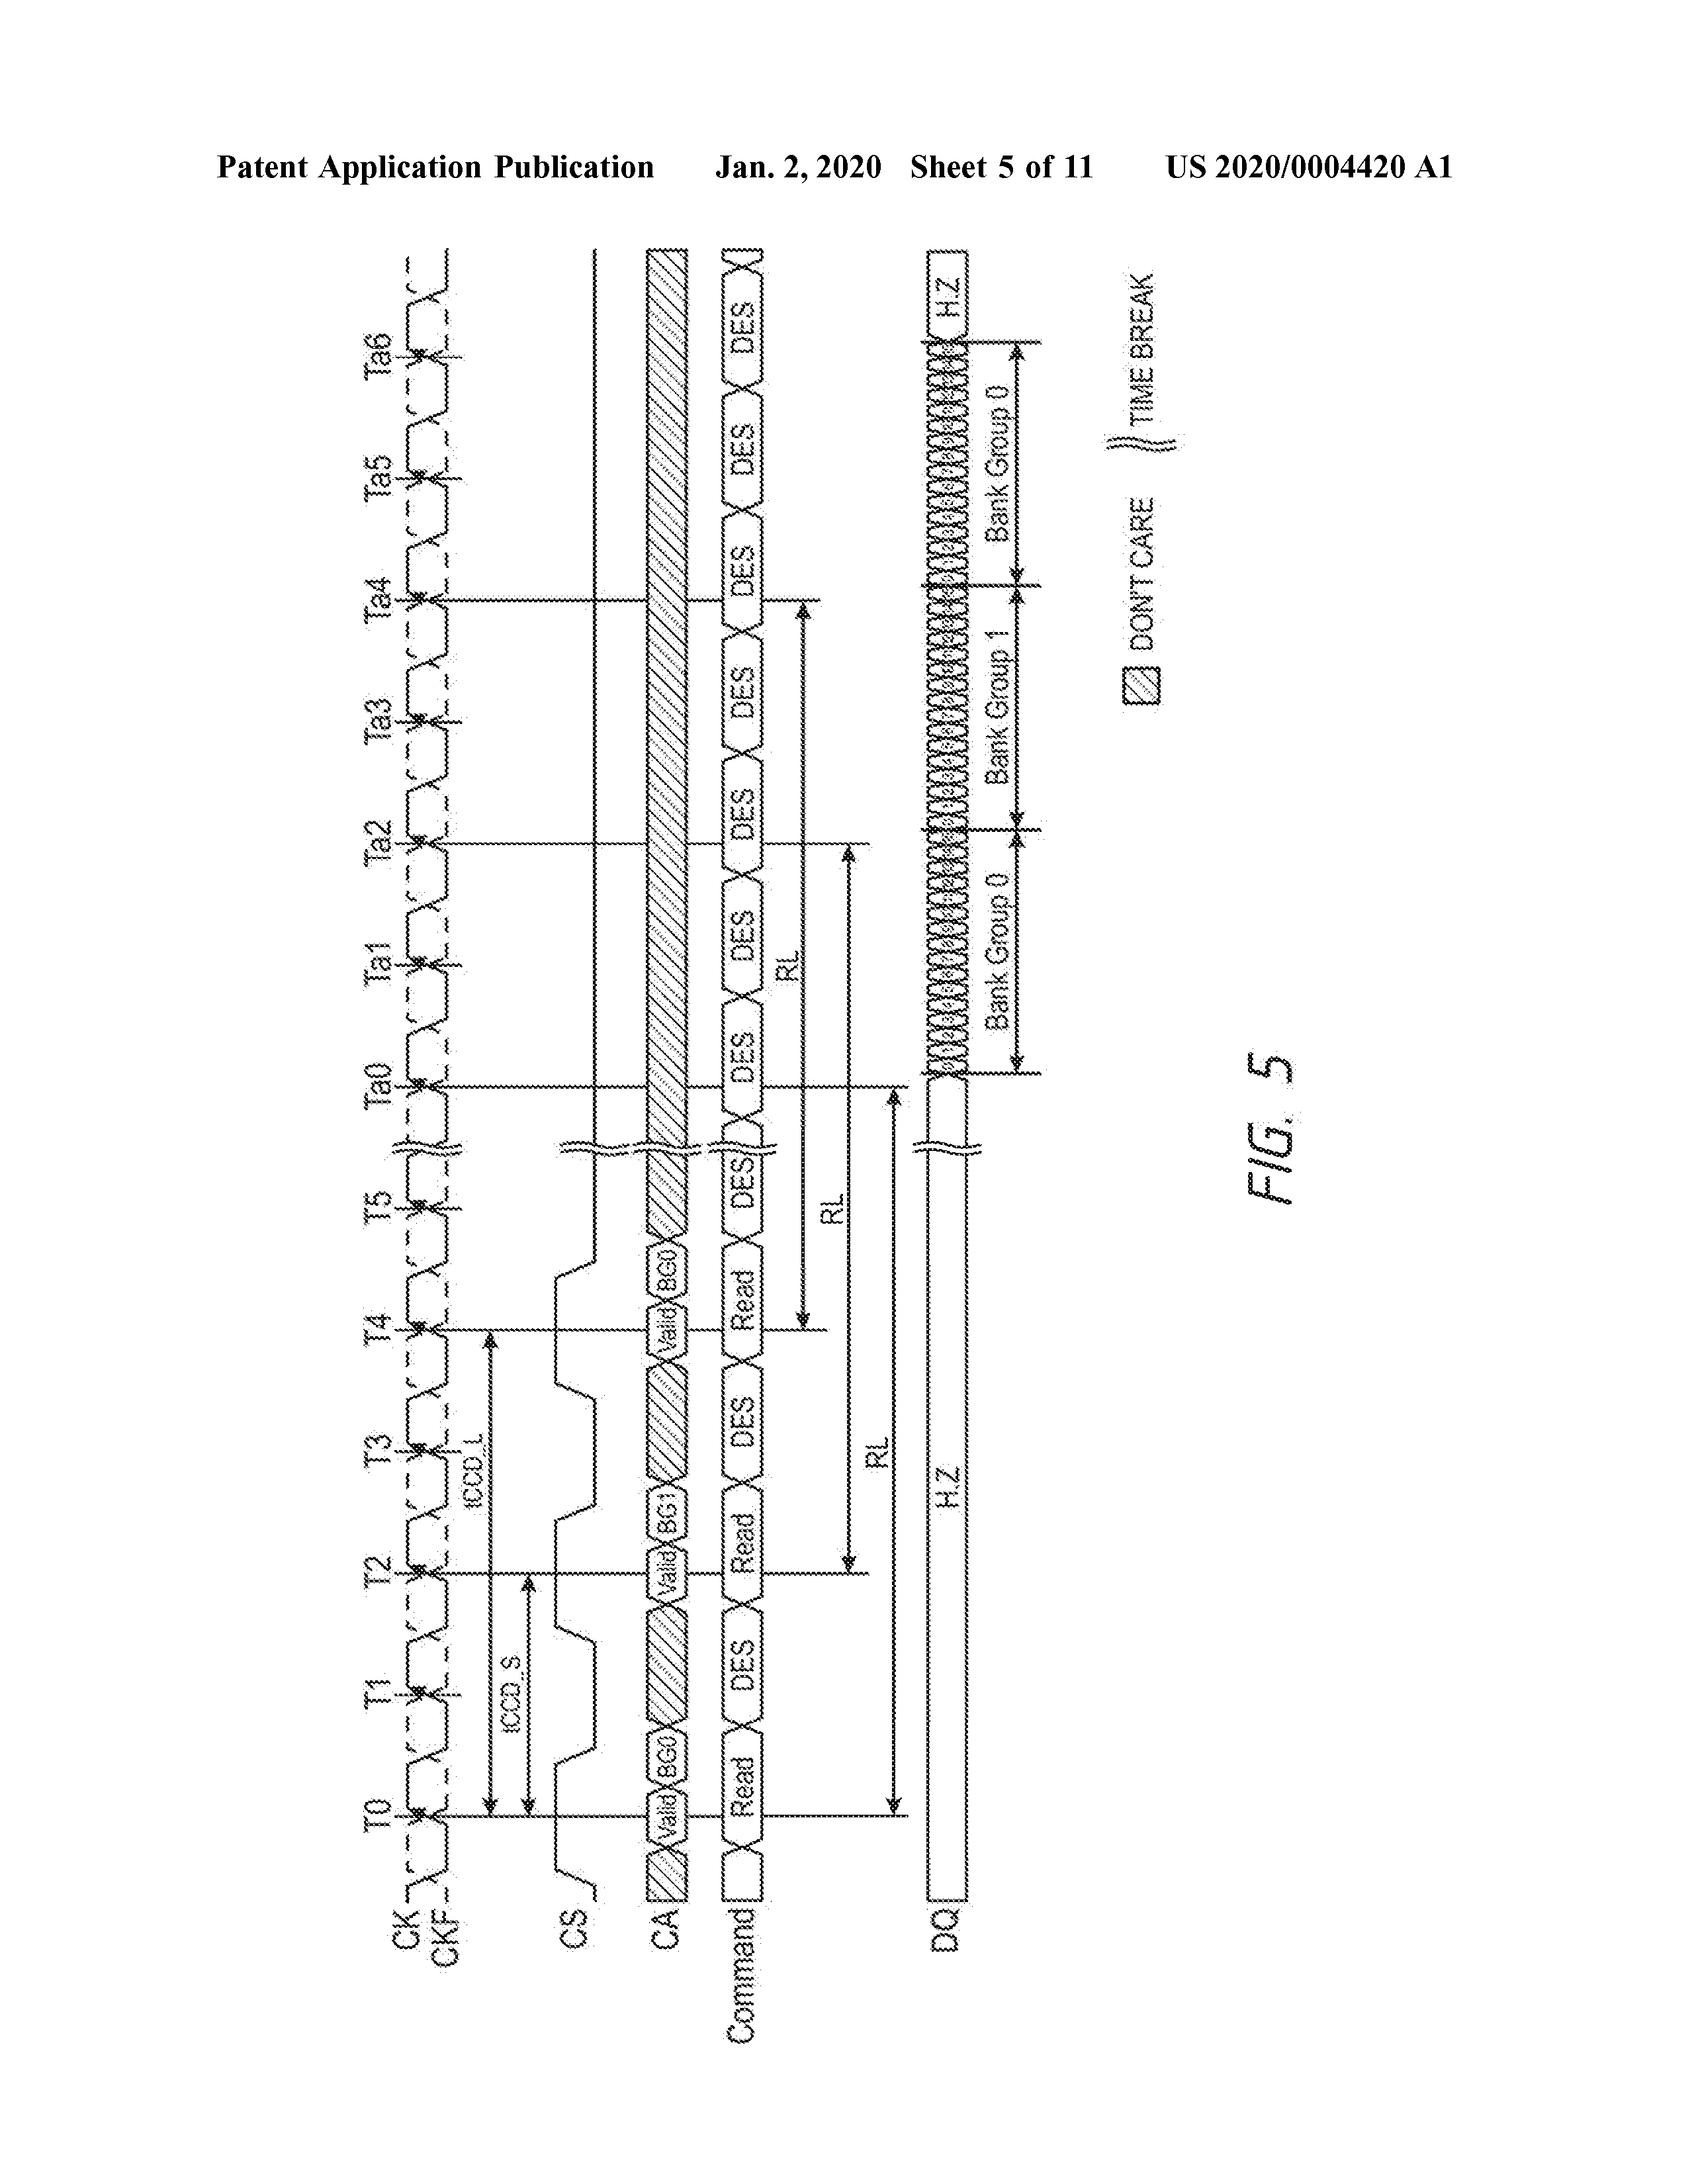 Patent Application Publication Jan. 2, 2020 Sheet 5 of 11 US 2020/0004420 A1
T0 T1 T2 T3 T4 T5 Ta0 Ta1 Ta2 Ta3 Ta4 Ta5 Ta6
CK
CKF
tCCD_L
tCCD_S
CS
CA Valid BG0 Valid BG1 Valid BG0
Command Read DES Read DES Read DES DES DES DES DES DES DES DES
RL
RL
RL
DQ H.Z H.Z
Bank Group 0 Bank Group 1 Bank Group 0
DON'T CARE TIME BREAK
FIG. 5